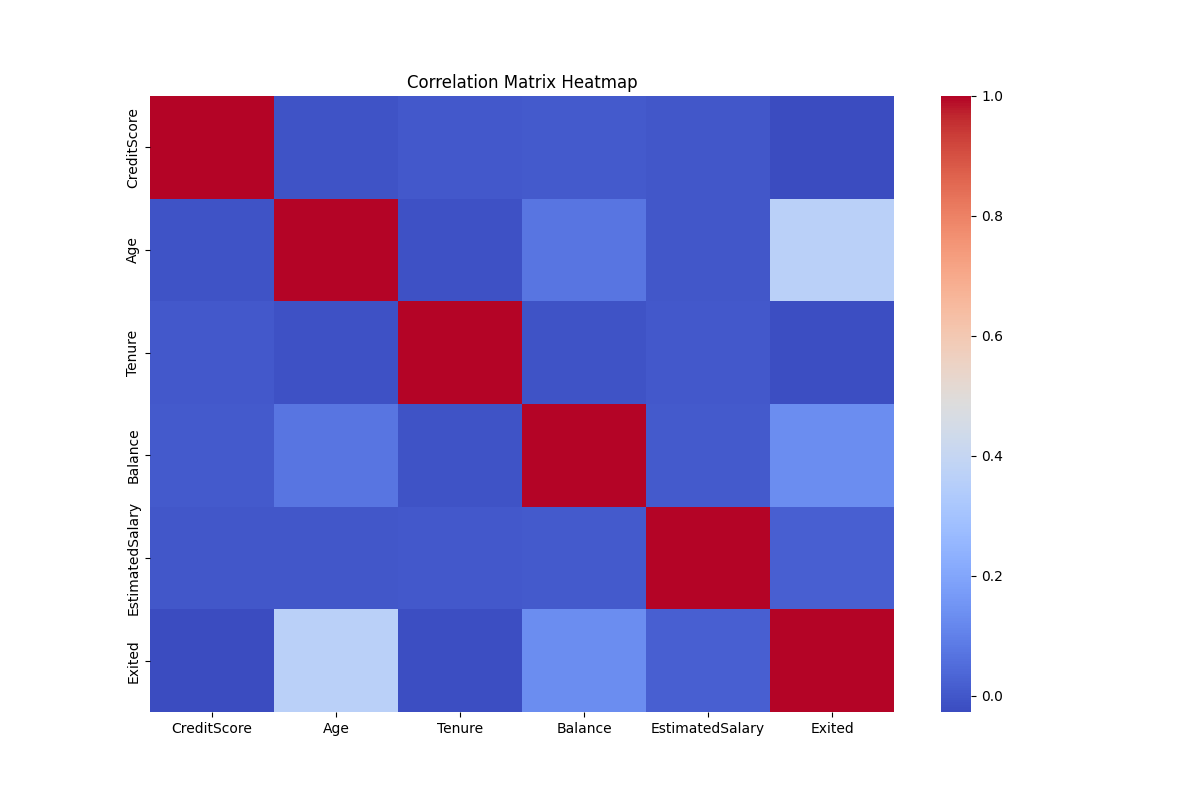 Correlation Matrix Heatmap
CreditScore
Age
Tenure
Balance
EstimatedSalary
Exited
CreditScore
Age
Tenure
Balance
EstimatedSalary
Exited
1.0
0.8
0.6
0.4
0.2
0.0